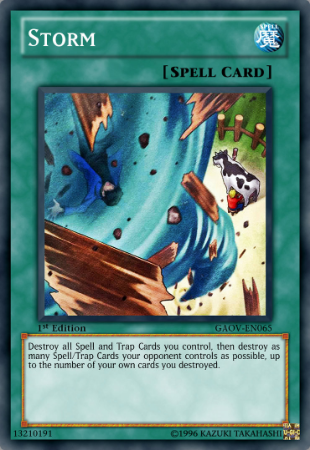 STORM
SPELL
魔
[SPELL CARD]
1st Edition
GAOV-EN065
Destroy all Spell and Trap Cards you control, then destroy as
many Spell/Trap Cards your opponent controls as possible, up
to the number of your own cards you destroyed.
13210191
©1996 KAZUKI TAKAHASHI